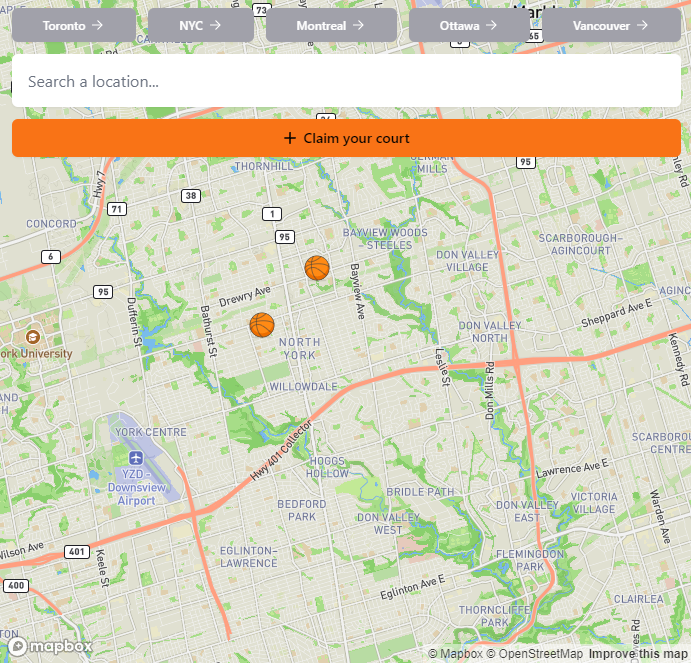 Toronto →
NYC →
Montreal →
Ottawa →
Vancouver →
73
65
Search a location...
+ Claim your court
95
THORNHILL
GERMAN
MILLS
Hwy 7
38
71
1
CONCORD
95
BAYVIEW WOODS
- STEELES
6
DON VALLEY
VILLAGE
SCARBOROUGH-
AGINCOURT
95
Drewry Ave
Bayview Ave
Dufferin St
Bathurst St
Sheppard Ave E
NORTH
YORK
DON VALLEY
NORTH
Kennedy Rd
ork University
Leslie St
Don Mills Rd
WILLOWDALE
YORK CENTRE
Hwy 401 Collector
YZD -
Downsview
Airport
HOGGS
HOLLOW
Lawrence Ave E
BRIDLE PATH
BEDFORD
PARK
DON VALLEY
WEST
DON VALLEY
EAST
VICTORIA
VILLAGE
Warden Ave
Wilson Ave
401
Keele St
EGLINTON-
LAWRENCE
FLEMINGDON
PARK
400
Eglinton Ave E
THORNCLIFFE
PARK
CLAIRLEA
mapbox
© Mapbox © OpenStreetMap Improve this map